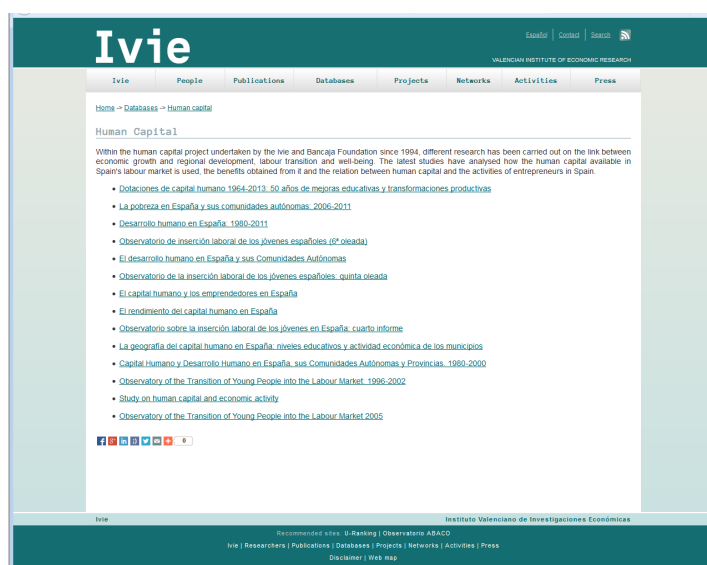 Ivie
Español | Contact | Search
VALENCIAN INSTITUTE OF ECONOMIC RESEARCH
Ivie People Publications Databases Projects Networks Activities Press
Home -> Databases -> Human capital
Human Capital
Within the human capital project undertaken by the Ivie and Bancaja Foundation since 1994, different research has been carried out on the link between
economic growth and regional development, labour transition and well-being. The latest studies have analysed how the human capital available in
Spain's labour market is used, the benefits obtained from it and the relation between human capital and the activities of entrepreneurs in Spain.
• Dotaciones de capital humano 1964-2013: 50 años de mejoras educativas y transformaciones productivas
• La pobreza en España y sus comunidades autónomas: 2006-2011
• Desarrollo humano en España: 1980-2011
• Observatorio de inserción laboral de los jóvenes españoles (6ª oleada)
• El desarrollo humano en España y sus Comunidades Autónomas
• Observatorio de la inserción laboral de los jóvenes españoles: quinta oleada
• El capital humano y los emprendedores en España
• El rendimiento del capital humano en España
• Observatorio sobre la inserción laboral de los jóvenes en España: cuarto informe
• La geografía del capital humano en España: niveles educativos y actividad económica de los municipios
• Capital Humano y Desarrollo Humano en España, sus Comunidades Autónomas y Provincias. 1980-2000
• Observatory of the Transition of Young People into the Labour Market: 1996-2002
• Study on human capital and economic activity
• Observatory of the Transition of Young People into the Labour Market 2005
0
Ivie Instituto Valenciano de Investigaciones Económicas
Recommended sites: U-Ranking | Observatorio ABACO
Ivie | Researchers | Publications | Databases | Projects | Networks | Activities | Press
Disclaimer | Web map